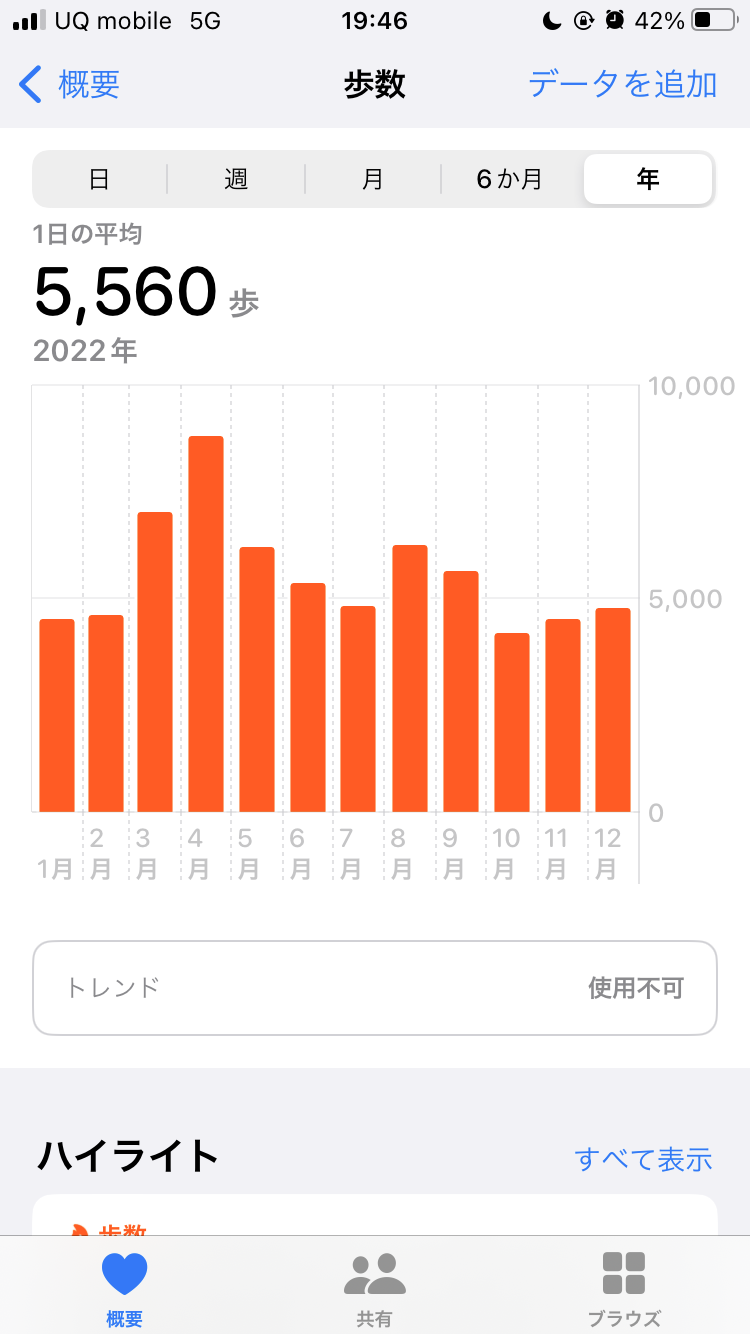 UQ mobile 5G 19:46 42%
概要 歩数 データを追加
日 週 月 6か月 年
1日の平均
5,560 歩
2022年
10,000
5,000
0
1月 2月 3月 4月 5月 6月 7月 8月 9月 10月 11月 12月
トレンド 使用不可
ハイライト すべて表示
歩数
概要 共有 ブラウズ